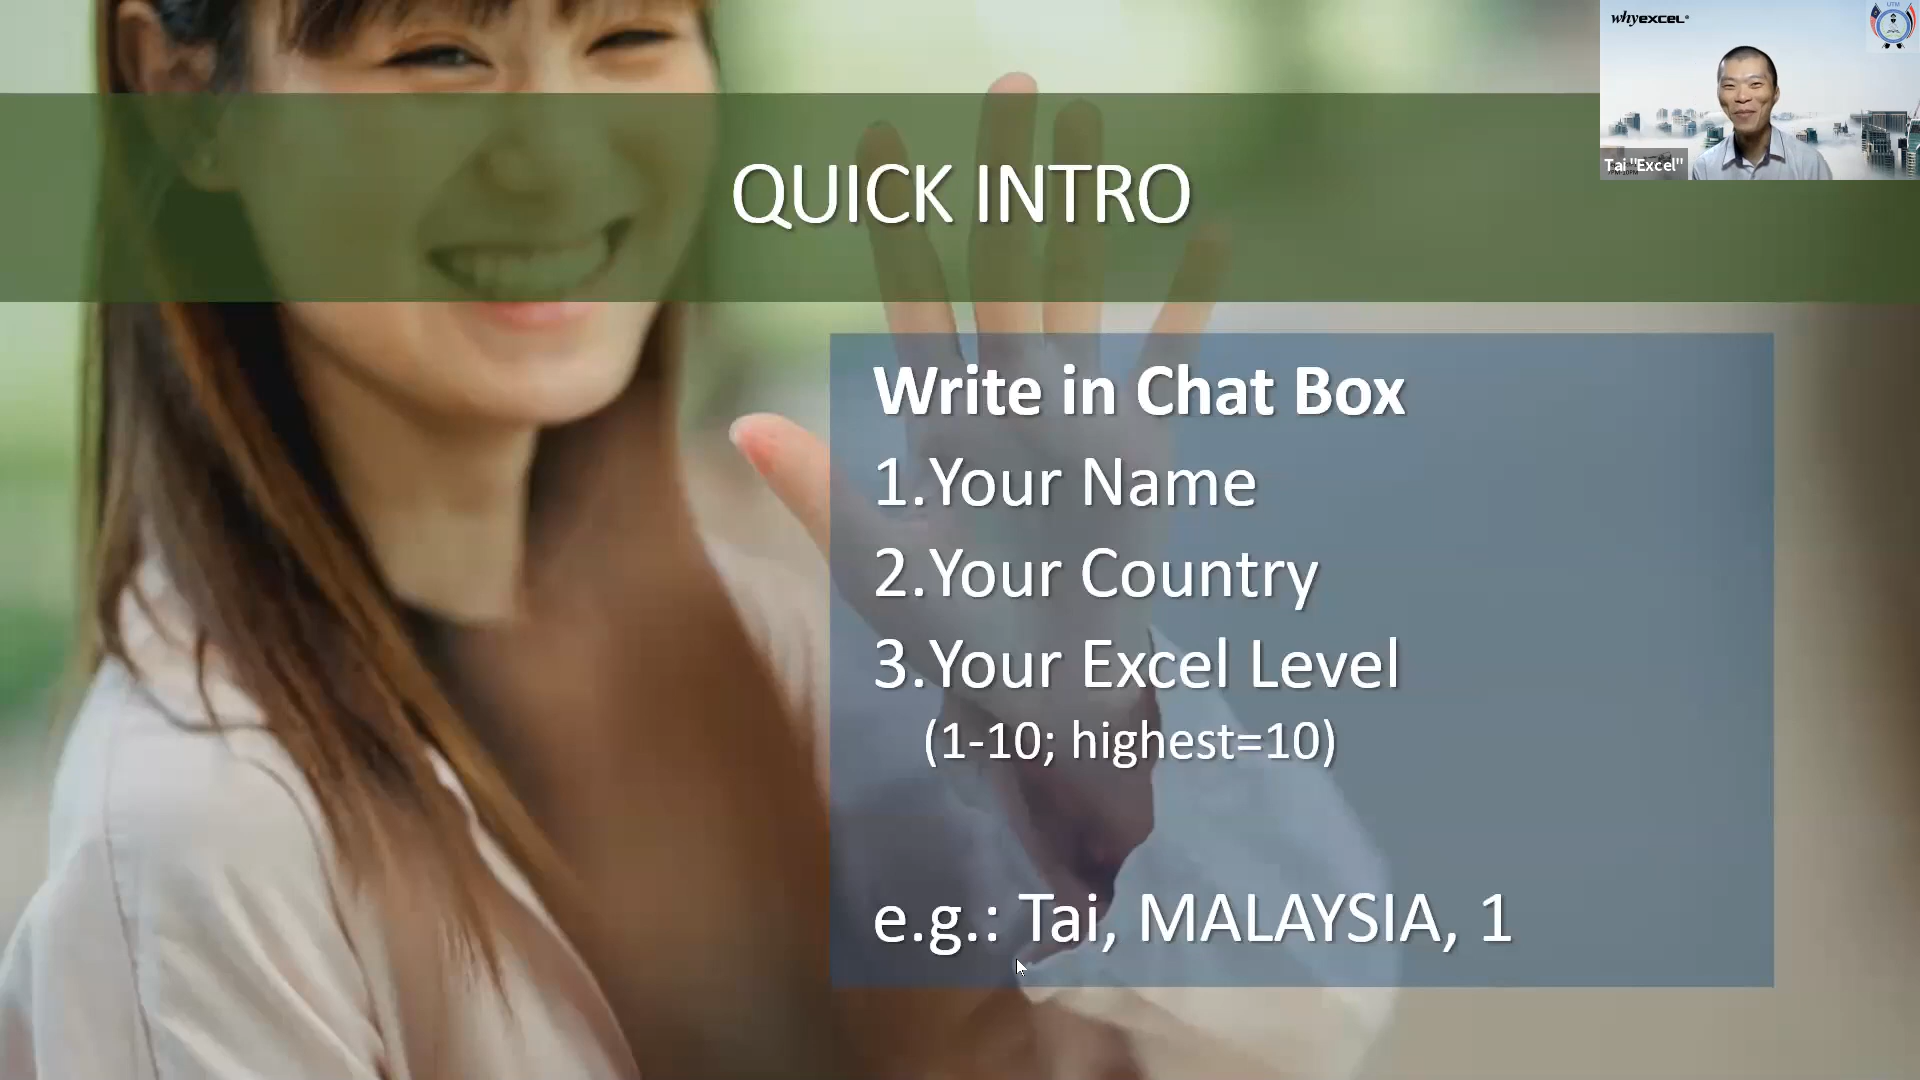 whyEXCEL®
UTM
Tai "Excel"
QUICK INTRO
Write in Chat Box
1.Your Name
2.Your Country
3.Your Excel Level
(1-10; highest=10)
e.g.: Tai, MALAYSIA, 1